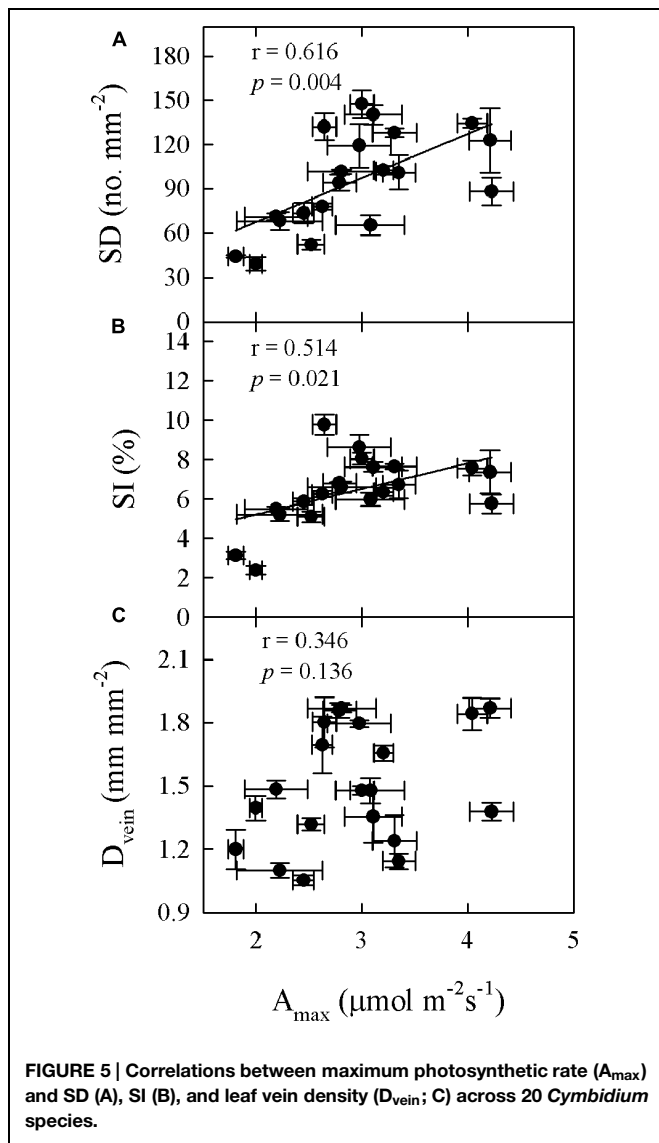 A
r = 0.616
p = 0.004
180
150
120
90
60
30
0
SD (no. mm⁻²)
B
r = 0.514
p = 0.021
14
12
10
8
6
4
2
0
SI (%)
C
r = 0.346
p = 0.136
2.1
1.8
1.5
1.2
0.9
D_vein (mm mm⁻²)
2 3 4 5
A_max (μmol m⁻²s⁻¹)
FIGURE 5 | Correlations between maximum photosynthetic rate (A_max)
and SD (A), SI (B), and leaf vein density (D_vein; C) across 20 Cymbidium
species.